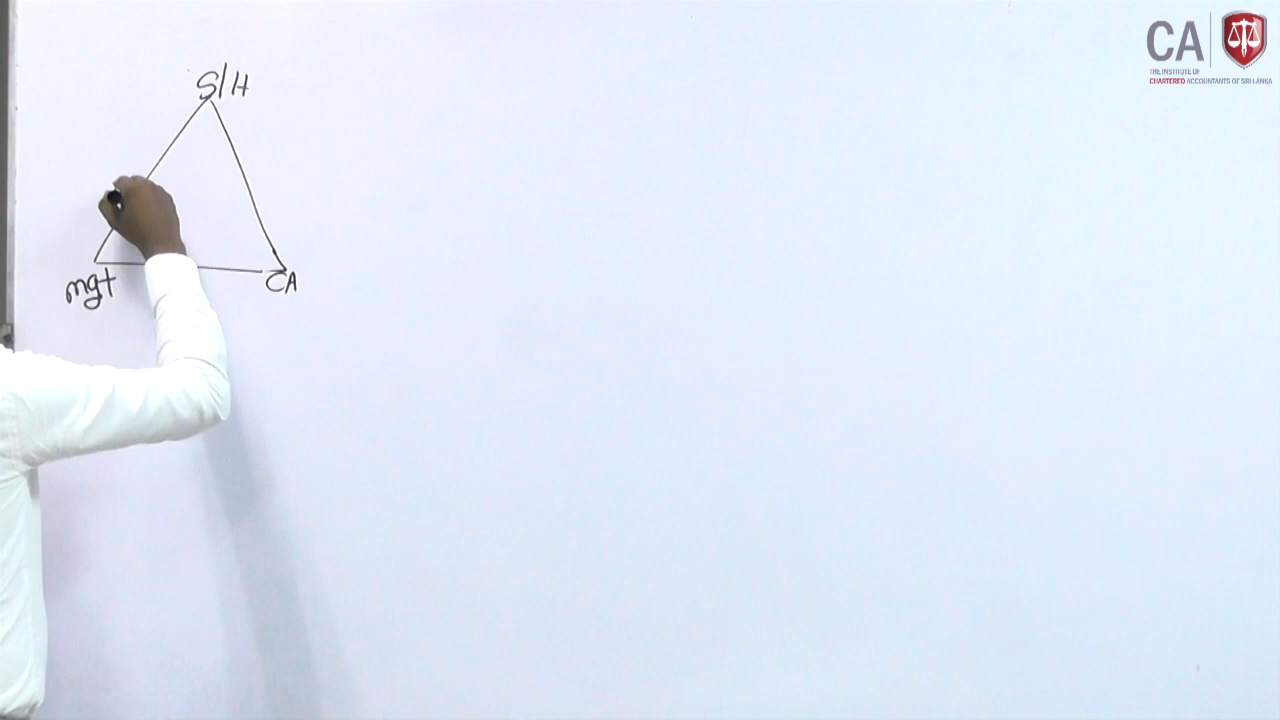 CA
THE INSTITUTE OF
CHARTERED ACCOUNTANTS OF SRI LANKA
S/H
mgt
CA